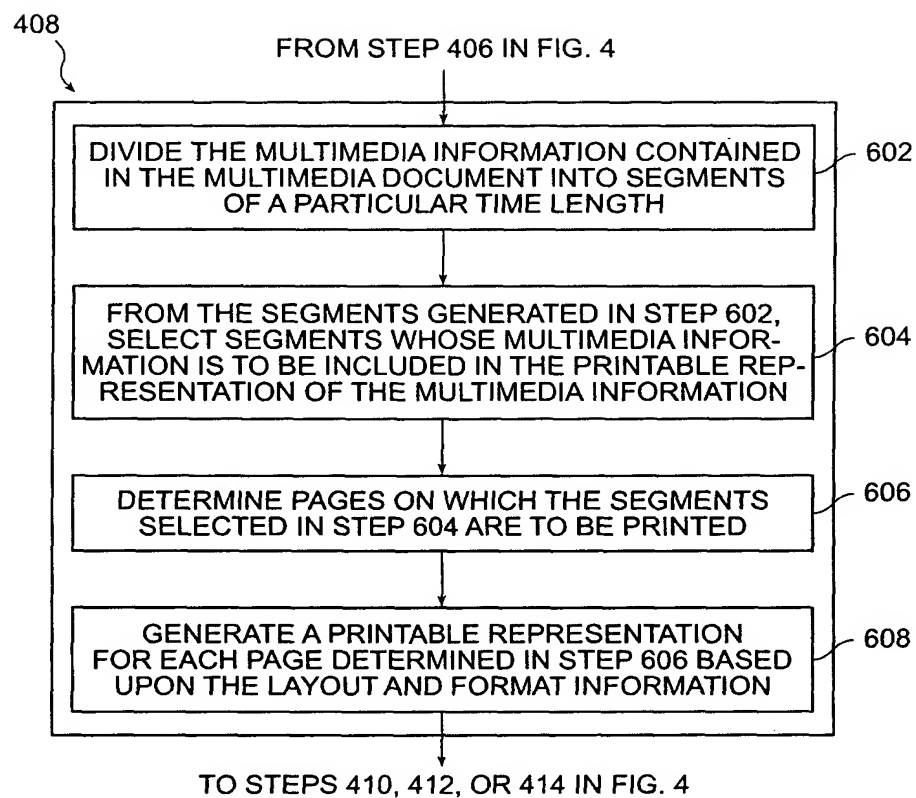 408
FROM STEP 406 IN FIG. 4
DIVIDE THE MULTIMEDIA INFORMATION CONTAINED
IN THE MULTIMEDIA DOCUMENT INTO SEGMENTS
OF A PARTICULAR TIME LENGTH
602
FROM THE SEGMENTS GENERATED IN STEP 602,
SELECT SEGMENTS WHOSE MULTIMEDIA INFOR-
MATION IS TO BE INCLUDED IN THE PRINTABLE REP-
RESENTATION OF THE MULTIMEDIA INFORMATION
604
DETERMINE PAGES ON WHICH THE SEGMENTS
SELECTED IN STEP 604 ARE TO BE PRINTED
606
GENERATE A PRINTABLE REPRESENTATION
FOR EACH PAGE DETERMINED IN STEP 606 BASED
UPON THE LAYOUT AND FORMAT INFORMATION
608
TO STEPS 410, 412, OR 414 IN FIG. 4